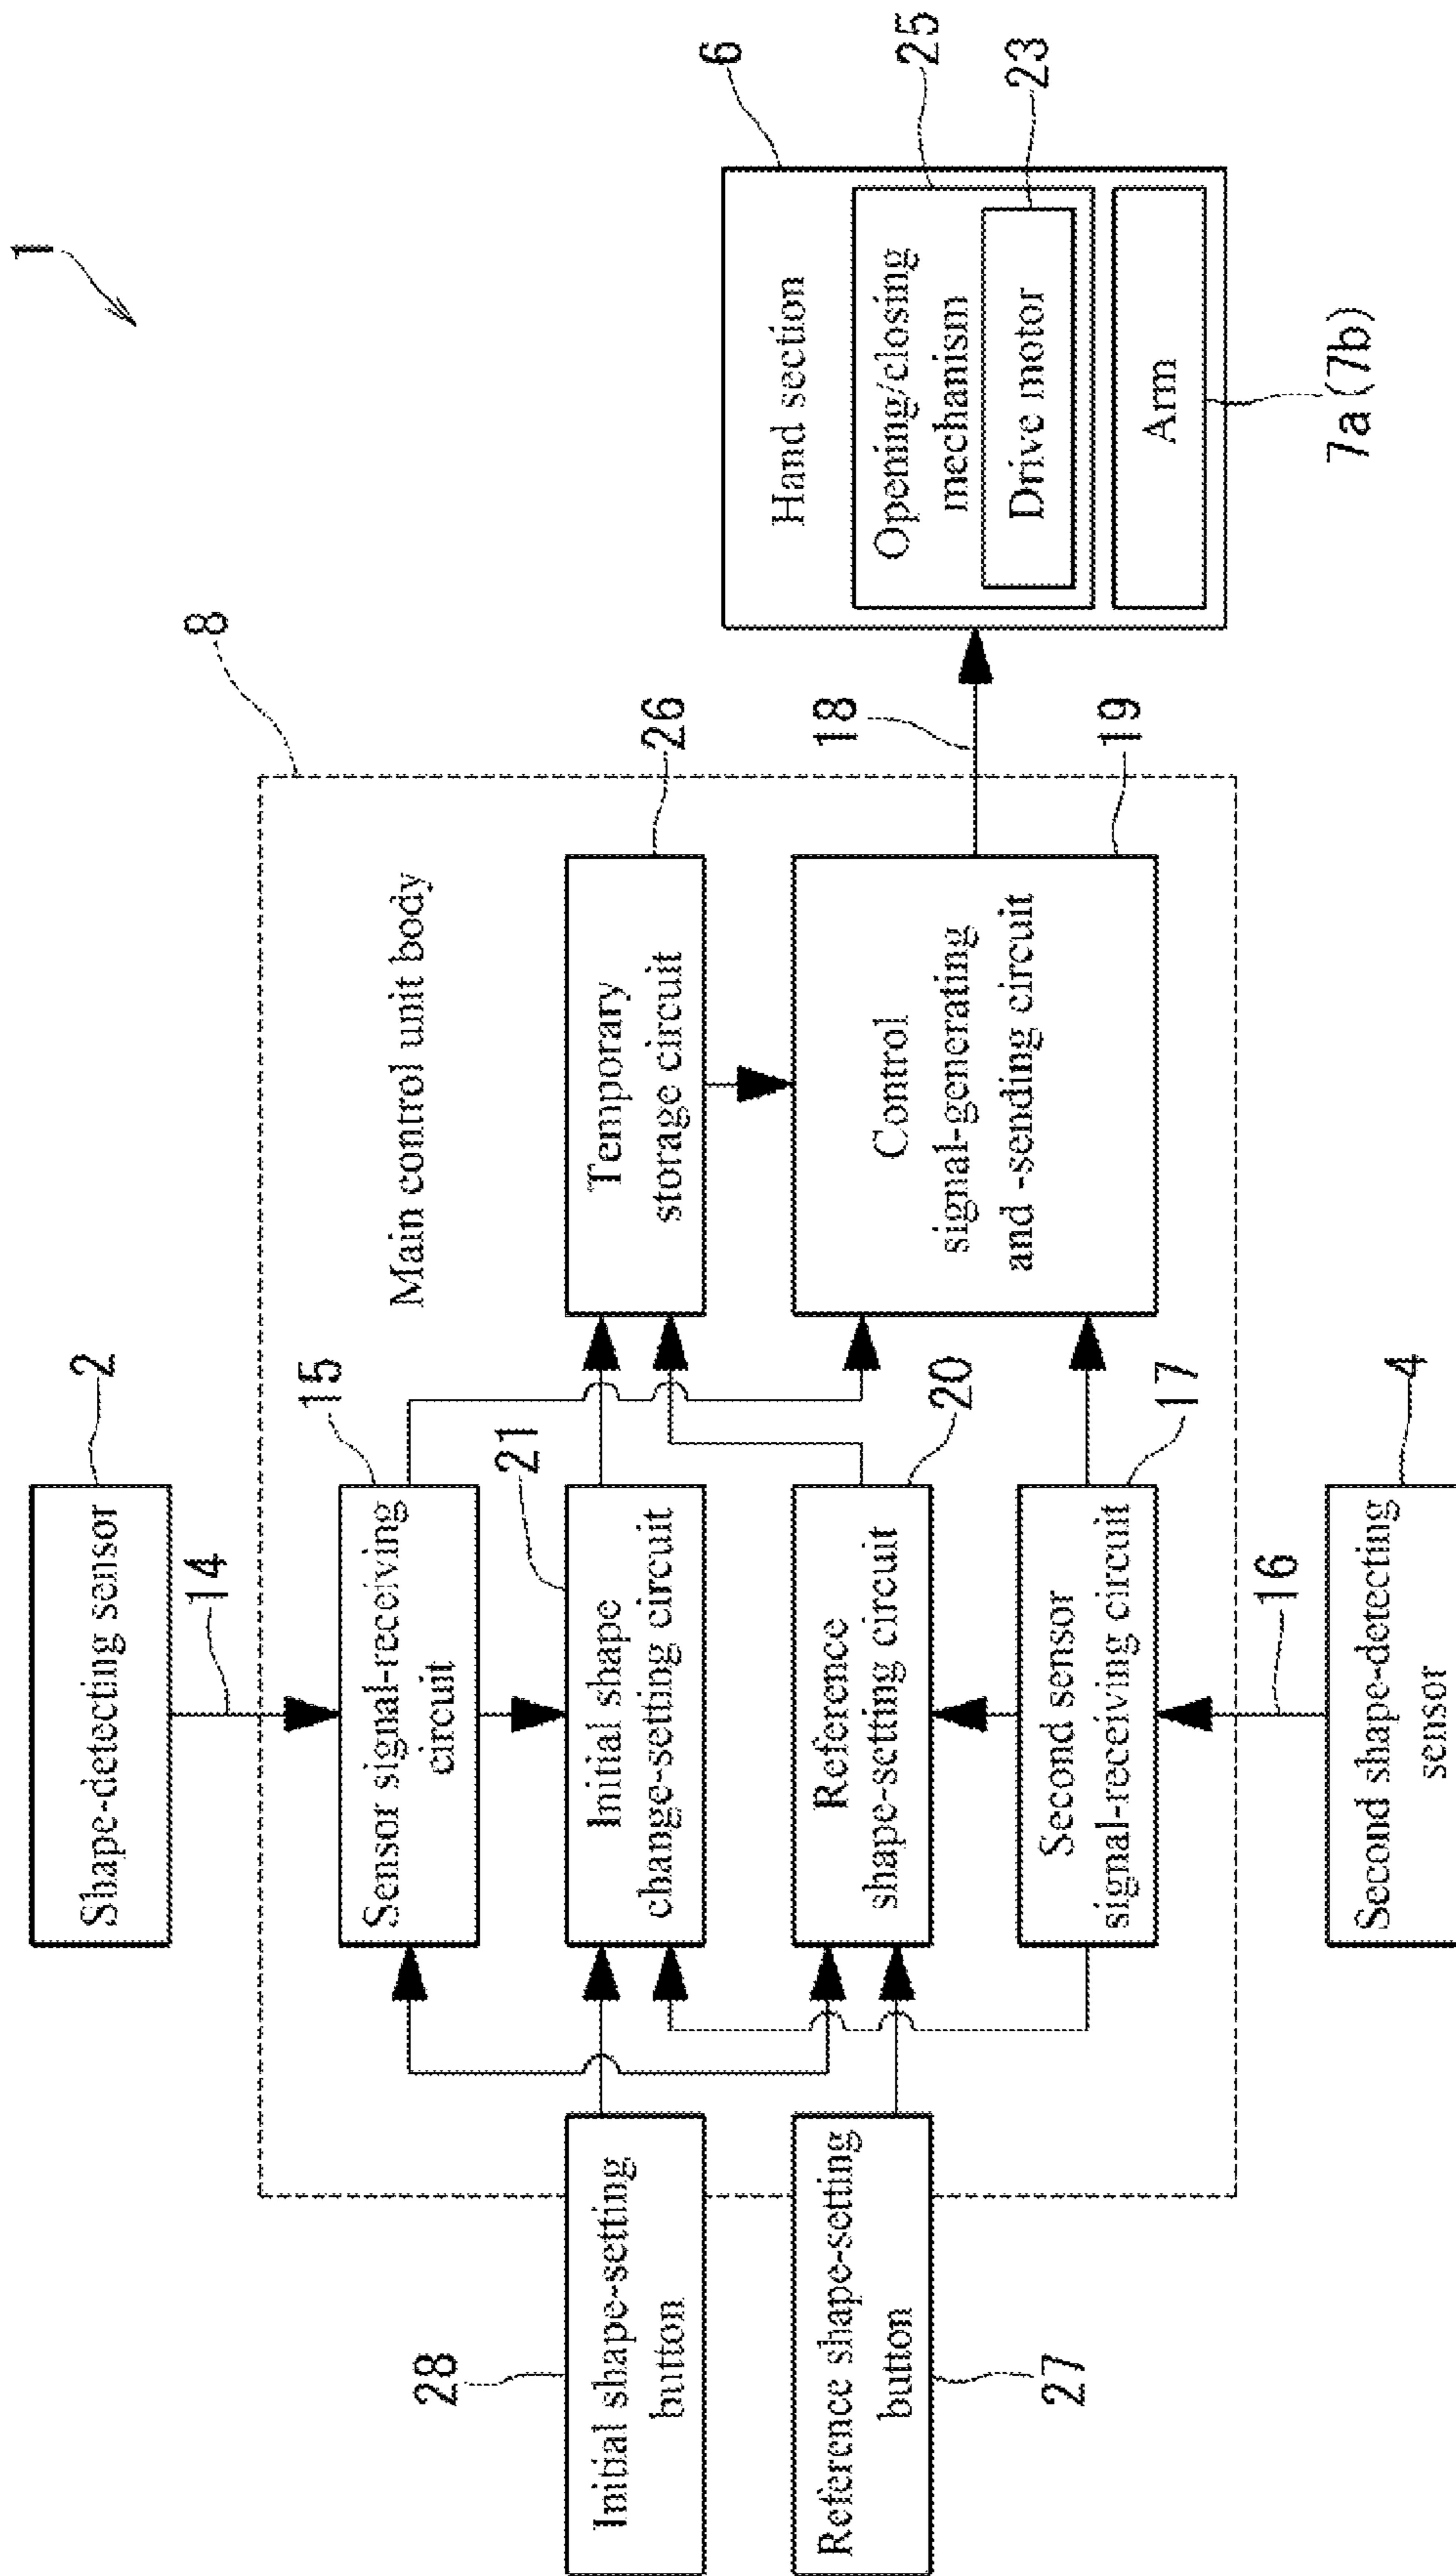 1
Shape-detecting sensor
2
14
8
Main control unit body
Sensor signal-receiving
circuit
15
Initial shape-setting
button
28
Initial shape
change-setting circuit
21
Temporary
storage circuit
26
Reference shape-setting
button
27
Reference
shape-setting circuit
20
Control
signal-generating
and -sending circuit
19
18
Hand section
6
Opening/closing
mechanism
25
Drive motor
23
Arm
7a (7b)
Second sensor
signal-receiving circuit
17
16
Second shape-detecting
sensor
4